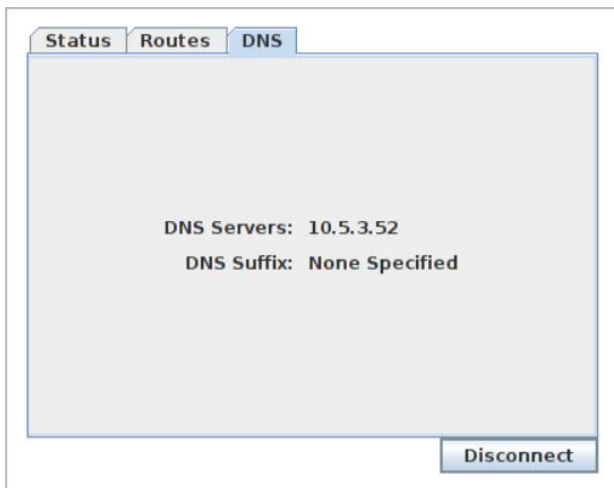 Status Routes DNS
DNS Servers: 10.5.3.52
DNS Suffix: None Specified
Disconnect